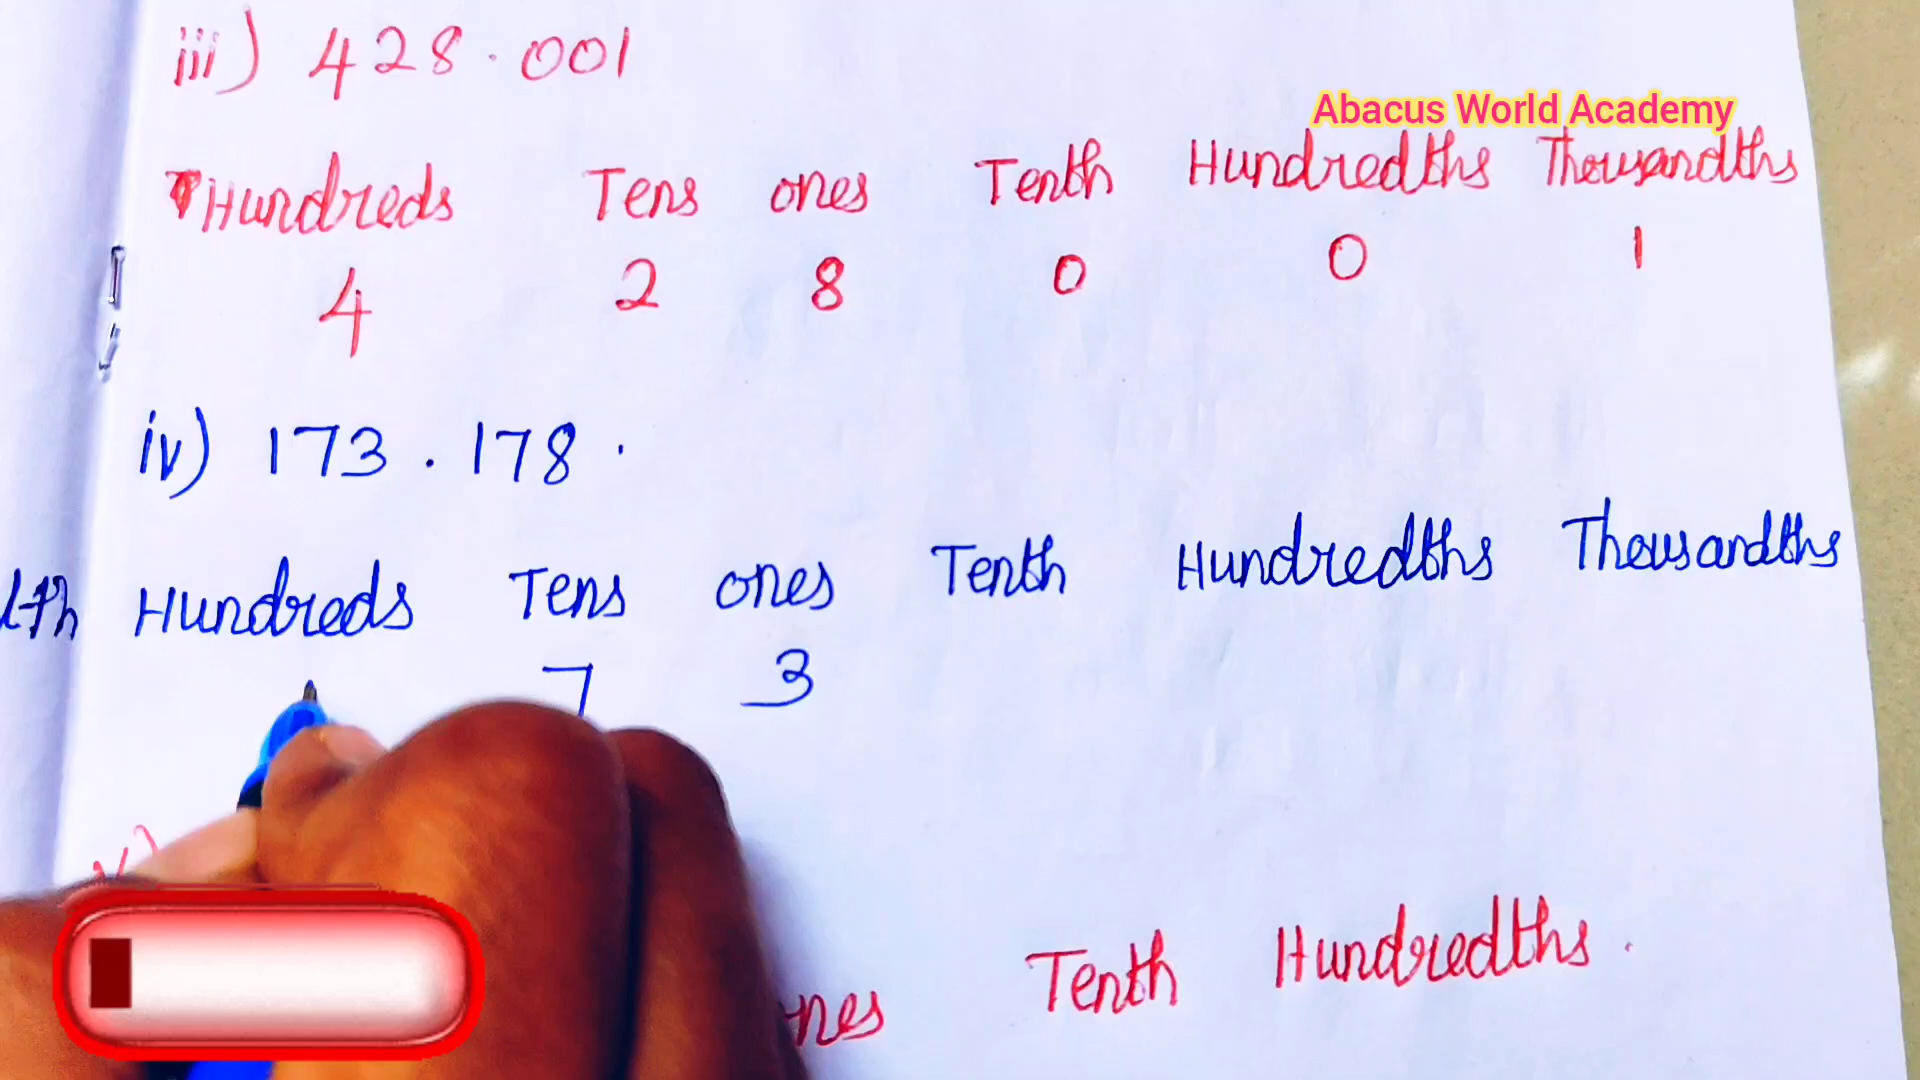 iii) 428.001
Abacus World Academy
Hundreds Tens ones Tenth Hundredths Thousandths
4 2 8 0 0 1
iv) 173.178.
Hundreds Tens ones Tenth Hundredths Thousandths
7 3
v)
Tenth Hundredths.